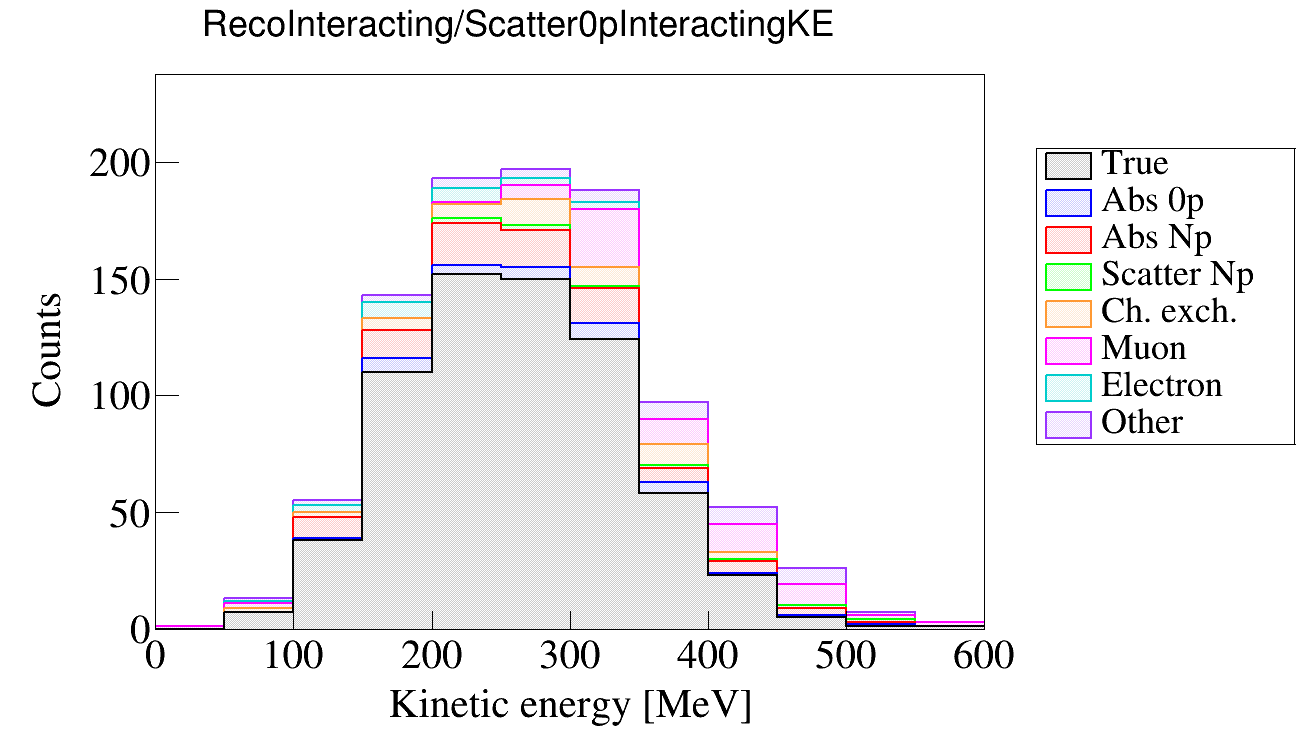 RecoInteracting/Scatter0pInteractingKE
Counts
200
150
100
50
0
0 100 200 300 400 500 600
Kinetic energy [MeV]
True
Abs 0p
Abs Np
Scatter Np
Ch. exch.
Muon
Electron
Other